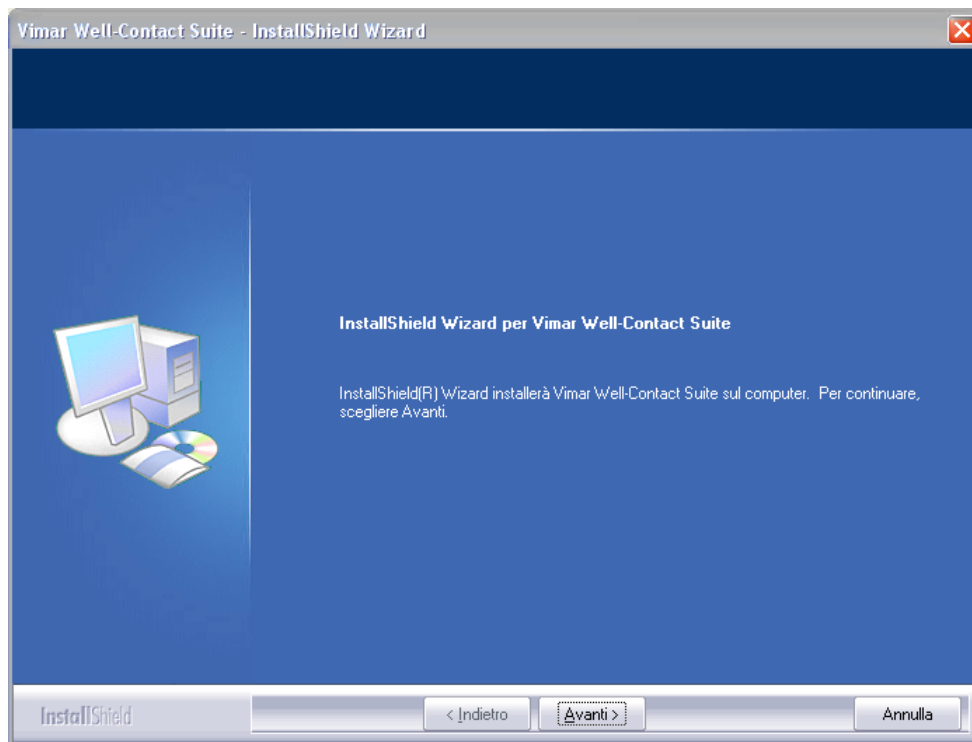 Vimar Well-Contact Suite - InstallShield Wizard
InstallShield Wizard per Vimar Well-Contact Suite
InstallShield(R) Wizard installerà Vimar Well-Contact Suite sul computer.  Per continuare,
scegliere Avanti.
InstallShield
< Indietro
Avanti >
Annulla